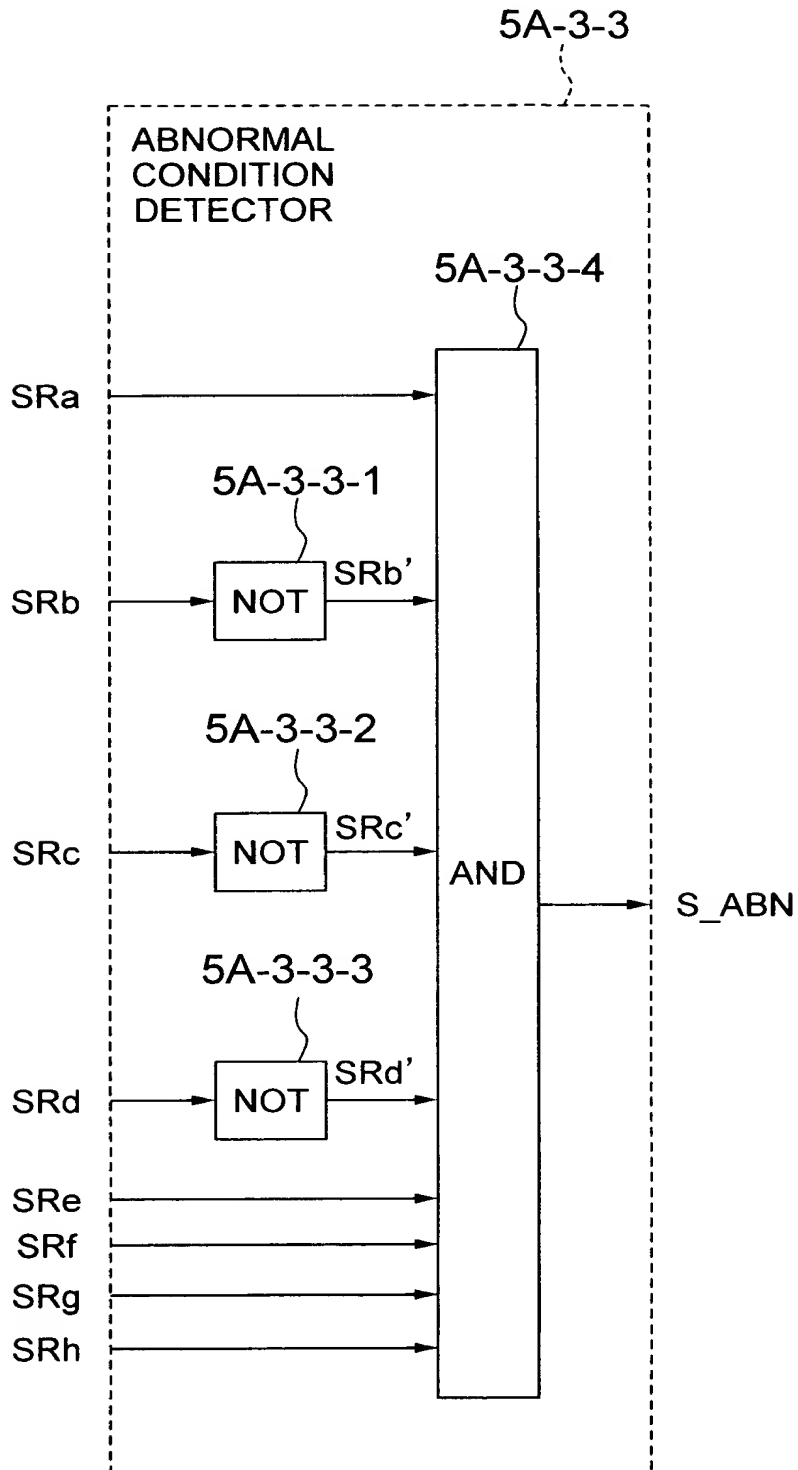 5A-3-3
ABNORMAL
CONDITION
DETECTOR
5A-3-3-4
SRa
5A-3-3-1
SRb
NOT
SRb’
5A-3-3-2
SRc
NOT
SRc’
AND
S_ABN
5A-3-3-3
SRd
NOT
SRd’
SRe
SRf
SRg
SRh